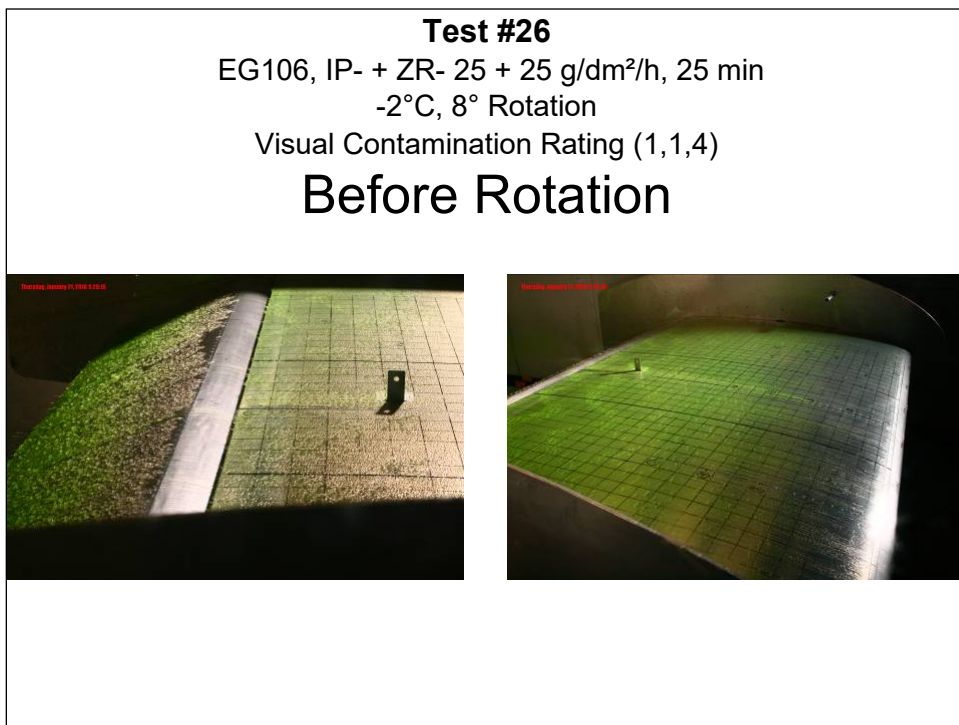 Test #26
EG106, IP- + ZR- 25 + 25 g/dm²/h, 25 min
-2°C, 8° Rotation
Visual Contamination Rating (1,1,4)
Before Rotation